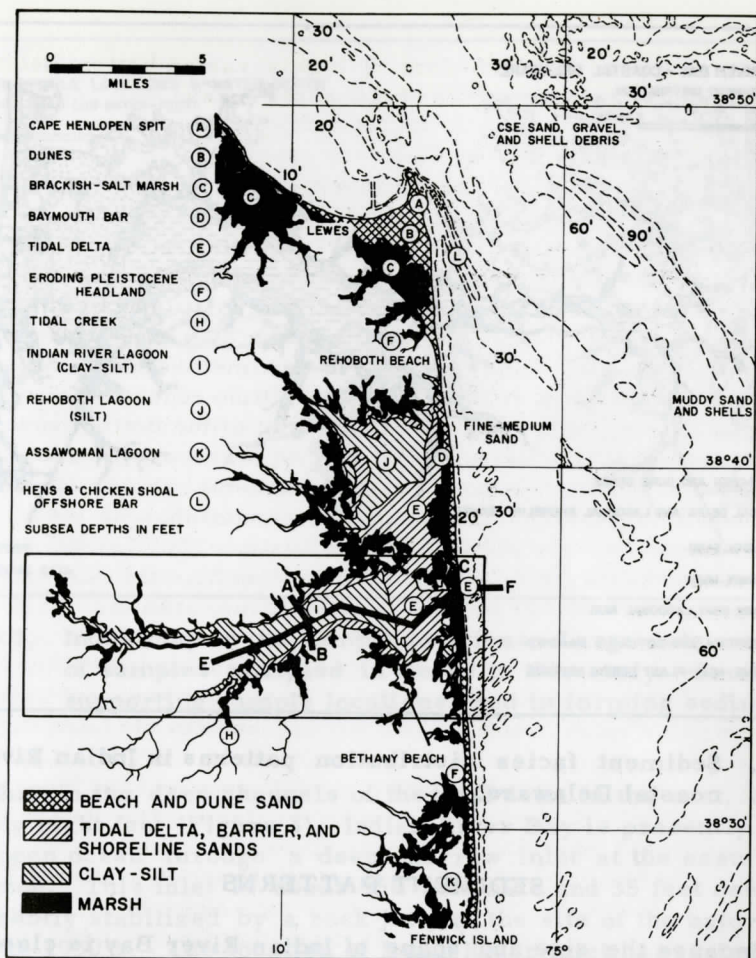 0 5
MILES
CAPE HENLOPEN SPIT A
DUNES B
BRACKISH-SALT MARSH C
BAYMOUTH BAR D
TIDAL DELTA E
ERODING PLEISTOCENE
HEADLAND F
TIDAL CREEK H
INDIAN RIVER LAGOON
(CLAY-SILT) I
REHOBOTH LAGOON
(SILT) J
ASSAWOMAN LAGOON K
HENS & CHICKEN SHOAL
INSHORE BAR L
SUBSEA DEPTHS IN FEET
30'
20'
20'
10'
30'
20'
30'
38°50'
CSE. SAND, GRAVEL,
AND SHELL DEBRIS
60'
90'
C
LEWES
A
B
C
L
F
REHOBOTH BEACH
30'
FINE-MEDIUM
SAND
MUDDY SAND
AND SHELLS
38°40'
J
D
E
20'
30'
C
A
E
F
I
E
E
B
D
60'
H
BETHANY BEACH
F
38°30'
K
FENWICK ISLAND
10'
75°
BEACH AND DUNE SAND
TIDAL DELTA, BARRIER, AND
SHORELINE SANDS
CLAY-SILT
MARSH